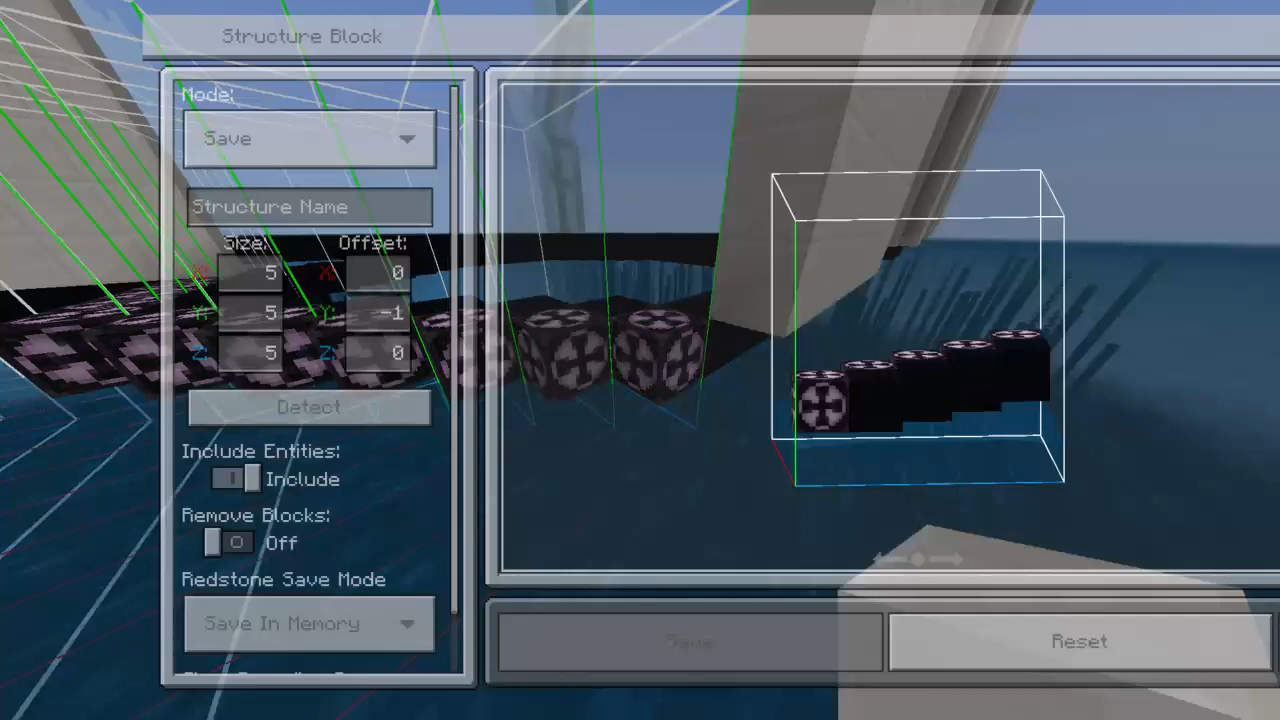 Structure Block
Mode:
Save
Structure Name
Size: Offset:
X: 5 X: 0
Y: 5 Y: -1
Z: 5 Z: 0
Detect
Include Entities:
Include
Remove Blocks:
Off
Redstone Save Mode
Save In Memory
Save
Reset